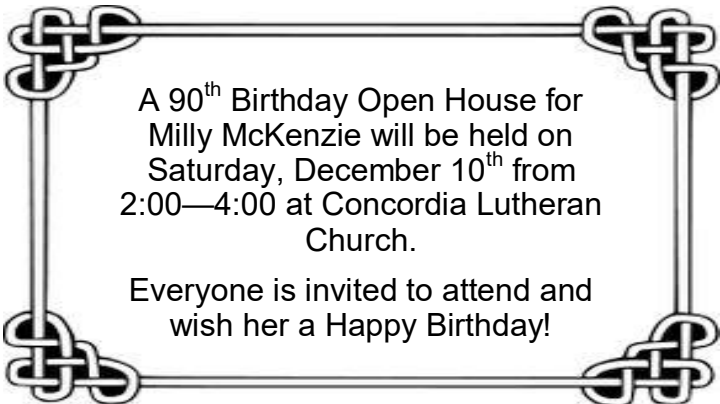 A 90th Birthday Open House for
Milly McKenzie will be held on
Saturday, December 10th from
2:00—4:00 at Concordia Lutheran
Church.
Everyone is invited to attend and
wish her a Happy Birthday!